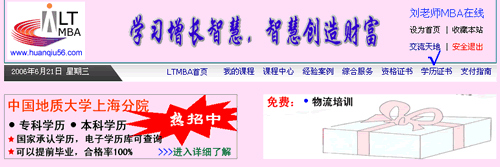 LT
MBA
www.huanqiu56.com
学习增长智慧，智慧创造财富
刘老师MBA在线
设为首页 | 收藏本站
交流天地 | 安全退出
2006年6月21日 星期三
LTMBA首页 我的课程 课程中心 经验案例 综合服务 资格证书 学历证书 支付指南
中国地质大学上海分院
• 专科学历 • 本科学历
★ 国家承认学历，电子学历库可查询
★ 可以提前毕业，合格率100% >>>进入详细了解
热招中
免费： • 物流培训